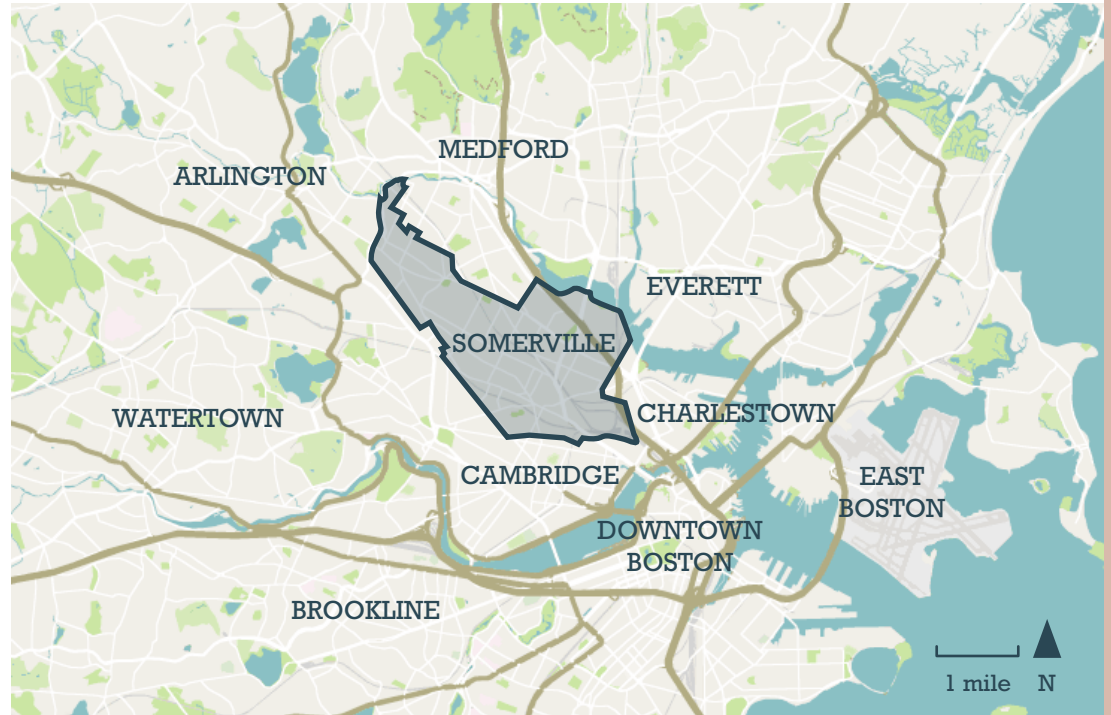 MEDFORD
ARLINGTON
EVERETT
SOMERVILLE
WATERTOWN
CHARLESTOWN
CAMBRIDGE
EAST
BOSTON
DOWNTOWN
BOSTON
BROOKLINE
1 mile
N